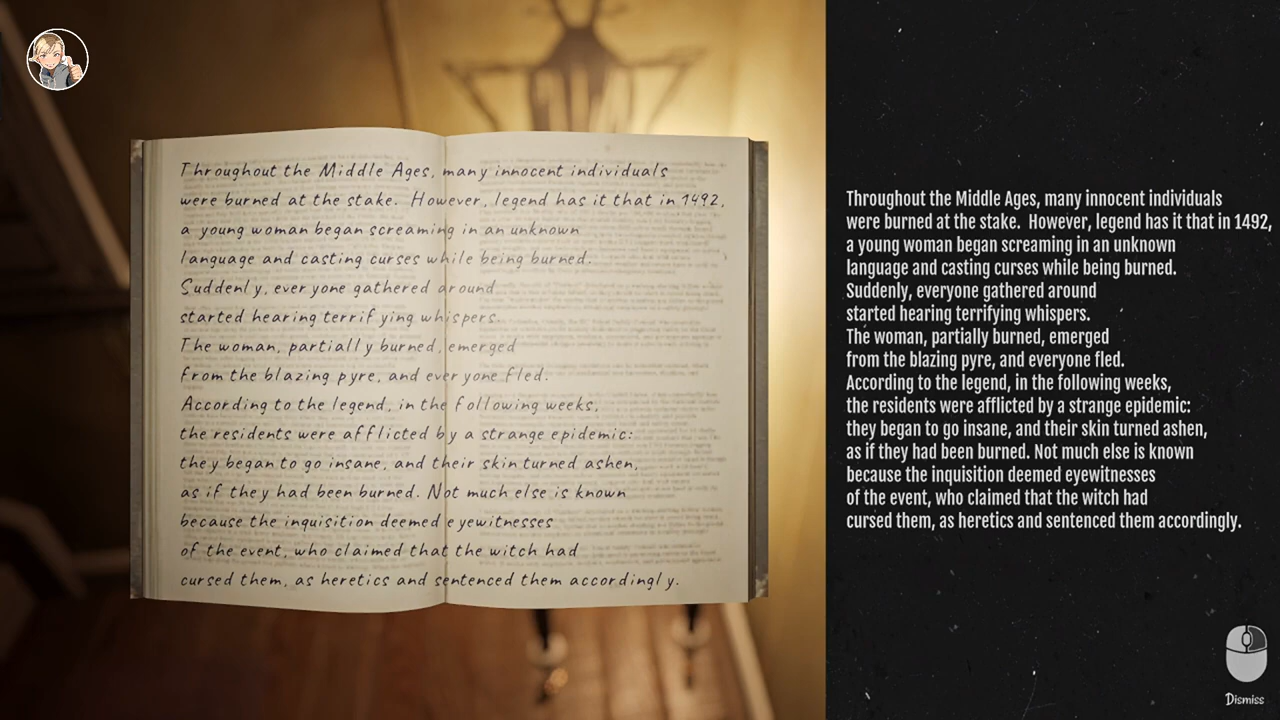 Throughout the Middle Ages, many innocent individuals
were burned at the stake.  However, legend has it that in 1492,
a young woman began screaming in an unknown
language and casting curses while being burned.
Suddenly, everyone gathered around
started hearing terrifying whispers.
The woman, partially burned, emerged
from the blazing pyre, and everyone fled.
According to the legend, in the following weeks,
the residents were afflicted by a strange epidemic:
they began to go insane, and their skin turned ashen,
as if they had been burned. Not much else is known
because the inquisition deemed eyewitnesses
of the event, who claimed that the witch had
cursed them, as heretics and sentenced them accordingly.
Throughout the Middle Ages, many innocent individuals
were burned at the stake.  However, legend has it that in 1492,
a young woman began screaming in an unknown
language and casting curses while being burned.
Suddenly, everyone gathered around
started hearing terrifying whispers.
The woman, partially burned, emerged
from the blazing pyre, and everyone fled.
According to the legend, in the following weeks,
the residents were afflicted by a strange epidemic:
they began to go insane, and their skin turned ashen,
as if they had been burned. Not much else is known
because the inquisition deemed eyewitnesses
of the event, who claimed that the witch had
cursed them, as heretics and sentenced them accordingly.
Dismiss